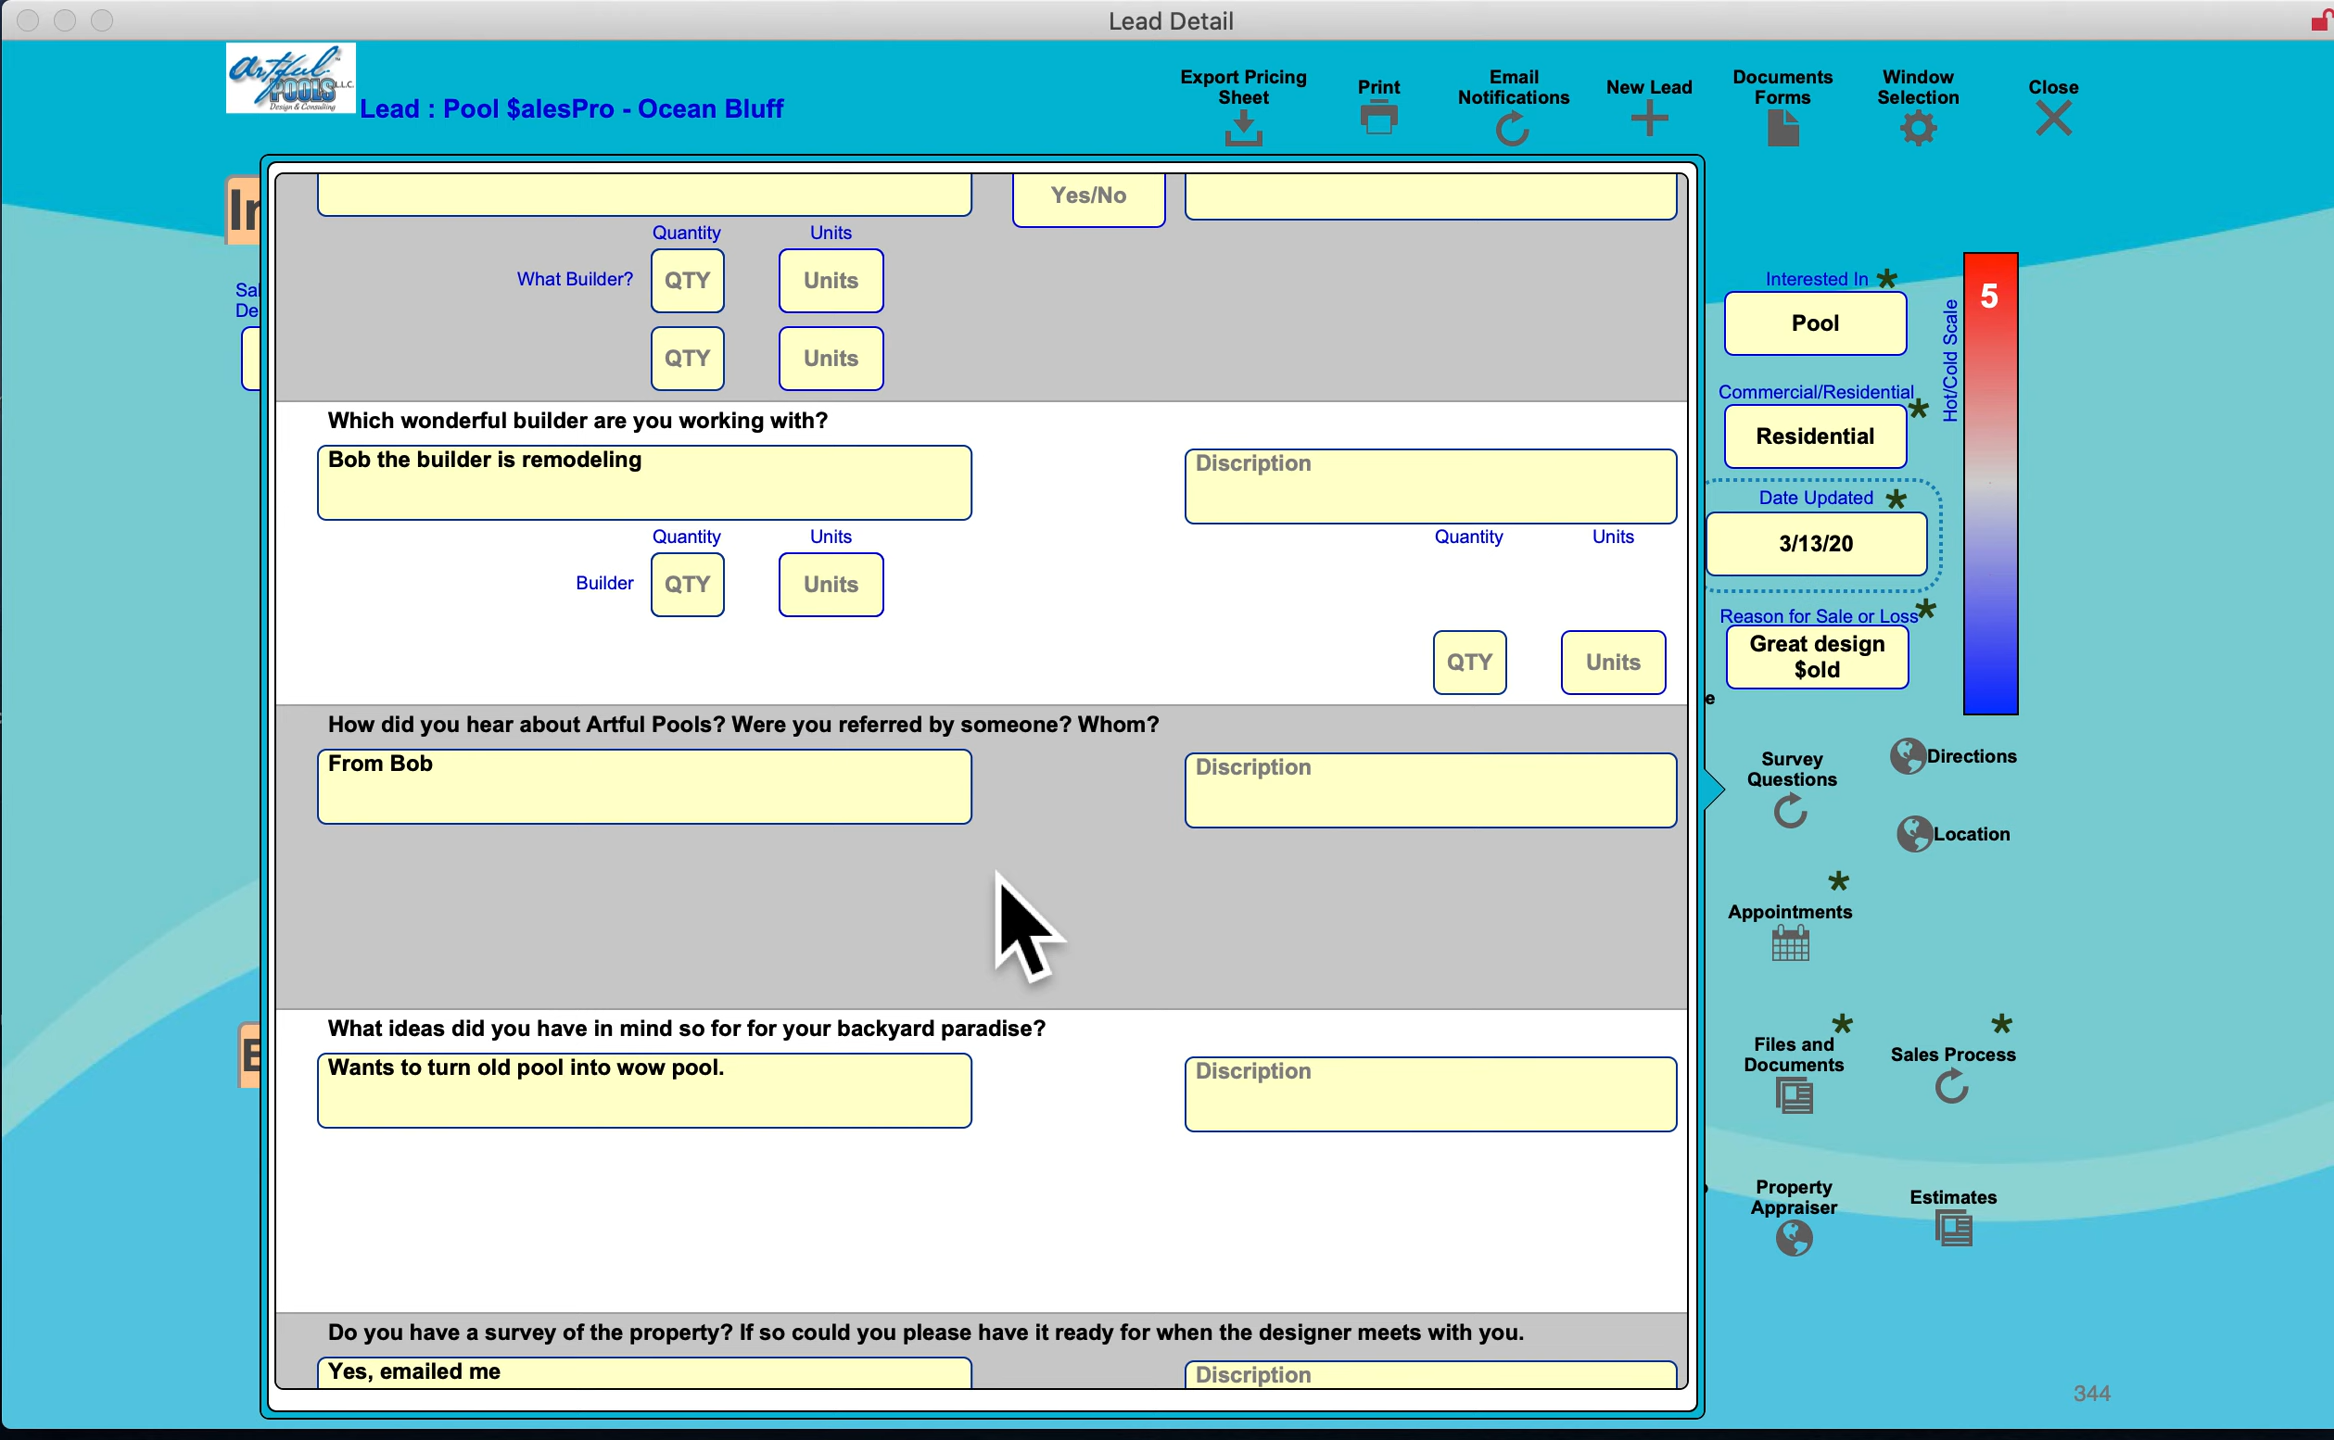 Lead Detail
Artful
POOLS L.L.C.
Design & Consulting
Lead : Pool $alesPro - Ocean Bluff
Export Pricing
Sheet
Print
Email
Notifications
New Lead
Documents
Forms
Window
Selection
Close
Yes/No
Quantity
Units
What Builder?
QTY
Units
QTY
Units
Which wonderful builder are you working with?
Bob the builder is remodeling
Discription
Quantity
Units
Quantity
Units
Builder
QTY
Units
QTY
Units
How did you hear about Artful Pools? Were you referred by someone? Whom?
From Bob
Discription
What ideas did you have in mind so for for your backyard paradise?
Wants to turn old pool into wow pool.
Discription
Do you have a survey of the property? If so could you please have it ready for when the designer meets with you.
Yes, emailed me
Discription
Interested In *
Pool
Commercial/Residential *
Residential
Date Updated *
3/13/20
Reason for Sale or Loss *
Great design
$old
Hot/Cold Scale
5
Survey
Questions
Directions
Location
*
Appointments
*
Files and
Documents
*
Sales Process
Property
Appraiser
Estimates
344